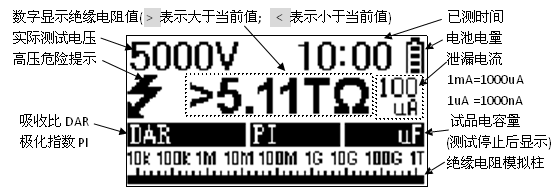 数字显示绝缘电阻值( > 表示大于当前值; < 表示小于当前值)
实际测试电压
已测时间
高压危险提示
电池电量
5000V
10:00
泄漏电流
1mA=1000uA
1uA =1000nA
>5.11TΩ
100
uA
吸收比 DAR
极化指数 PI
DAR
PI
uF
试品电容量
(测试停止后显示)
10k 100k 1M 10M 100M 1G 10G 100G 1T
绝缘电阻模拟柱